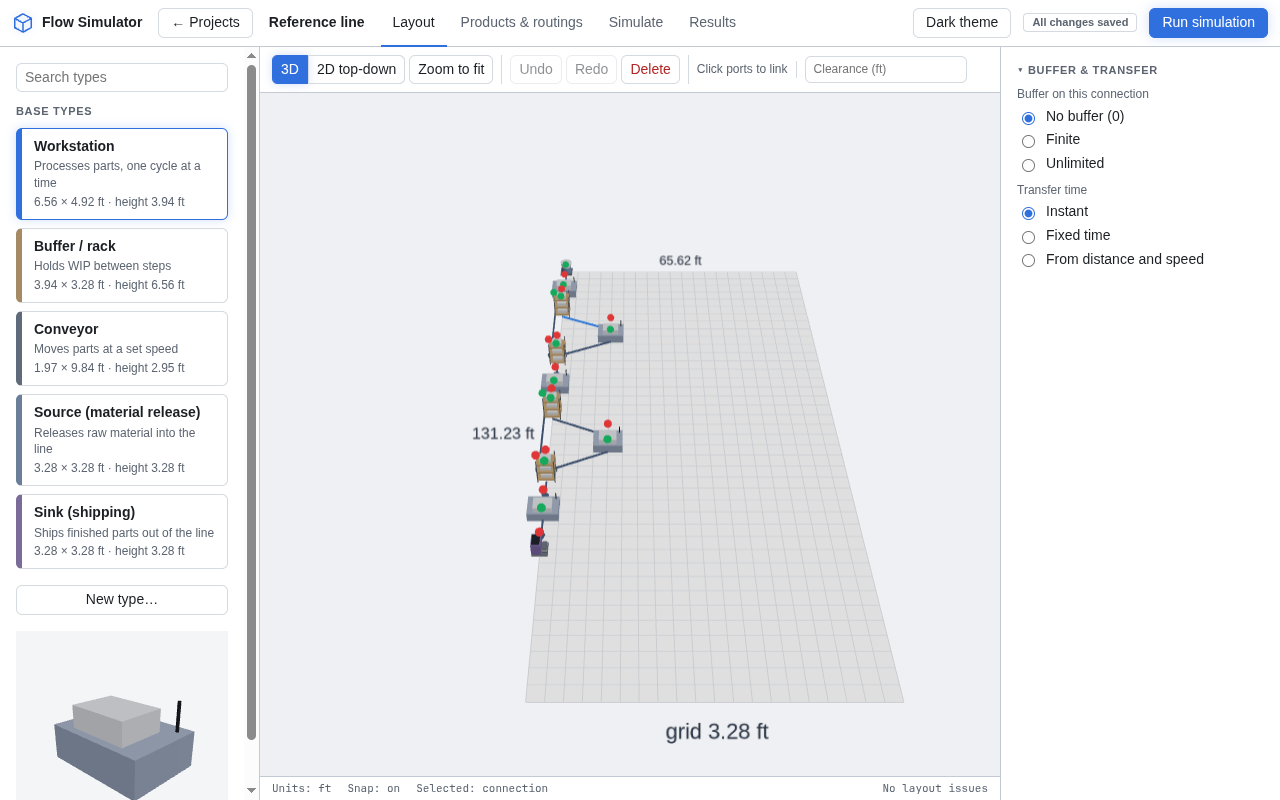 Flow Simulator
← Projects
Reference line
Layout
Products & routings
Simulate
Results
Dark theme
All changes saved
Run simulation
Search types
BASE TYPES
Workstation
Processes parts, one cycle at a
time
6.56 × 4.92 ft · height 3.94 ft
Buffer / rack
Holds WIP between steps
3.94 × 3.28 ft · height 6.56 ft
Conveyor
Moves parts at a set speed
1.97 × 9.84 ft · height 2.95 ft
Source (material release)
Releases raw material into the
line
3.28 × 3.28 ft · height 3.28 ft
Sink (shipping)
Ships finished parts out of the line
3.28 × 3.28 ft · height 3.28 ft
New type…
3D
2D top-down
Zoom to fit
Undo
Redo
Delete
Click ports to link
Clearance (ft)
65.62 ft
131.23 ft
grid 3.28 ft
Units: ft
Snap: on
Selected: connection
No layout issues
▾ BUFFER & TRANSFER
Buffer on this connection
No buffer (0)
Finite
Unlimited
Transfer time
Instant
Fixed time
From distance and speed